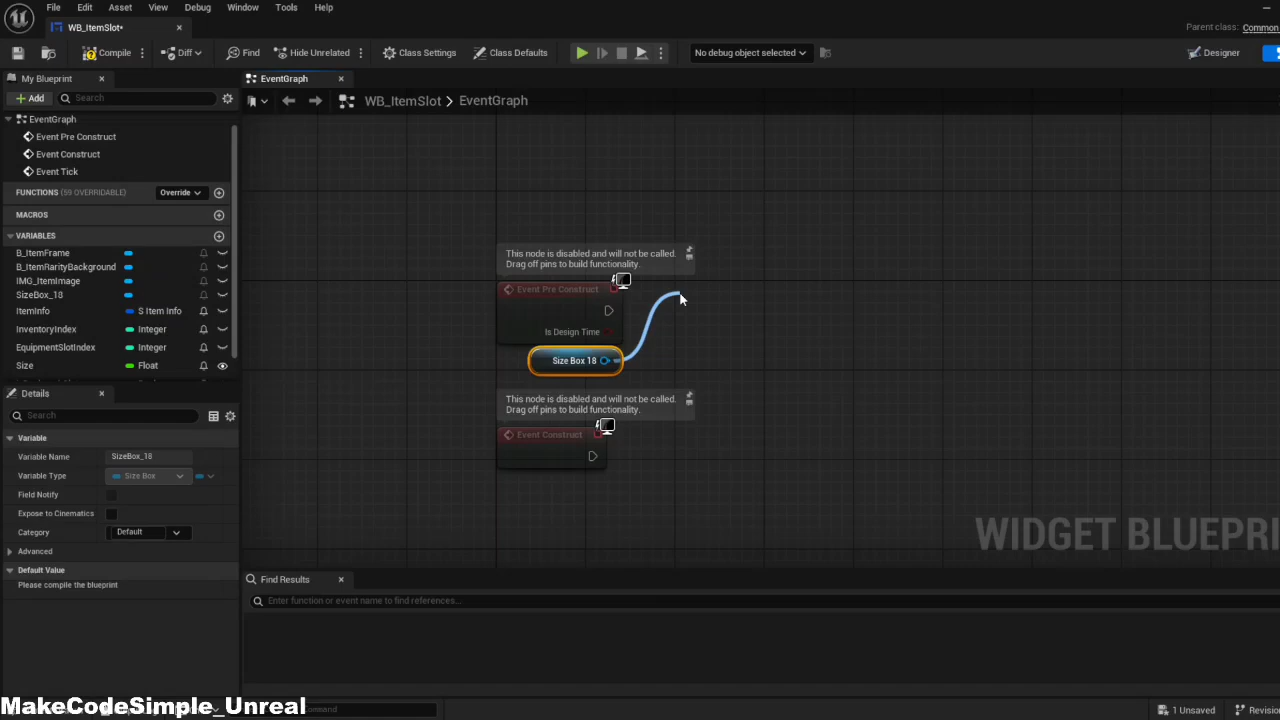 File Edit Asset View Debug Window Tools Help
WB_ItemSlot*
Parent class: Common
Compile Diff Find Hide Unrelated Class Settings Class Defaults No debug object selected Designer
My Blueprint EventGraph
Add Search WB_ItemSlot EventGraph
EventGraph
Event Pre Construct
Event Construct
Event Tick
FUNCTIONS (59 OVERRIDABLE) Override
MACROS
VARIABLES
B_ItemFrame
B_ItemRarityBackground
IMG_ItemImage
SizeBox_18
ItemInfo S Item Info
InventoryIndex Integer
EquipmentSlotIndex Integer
Size Float
This node is disabled and will not be called.
Drag off pins to build functionality.
Event Pre Construct
Is Design Time
Size Box 18
This node is disabled and will not be called.
Drag off pins to build functionality.
Event Construct
WIDGET BLUEPRI
Details
Search
Variable
Variable Name SizeBox_18
Variable Type Size Box
Field Notify
Expose to Cinematics
Category Default
Advanced
Default Value
Please compile the blueprint
Find Results
Enter function or event name to find references...
MakeCodeSimple_Unreal
1 Unsaved Revisio